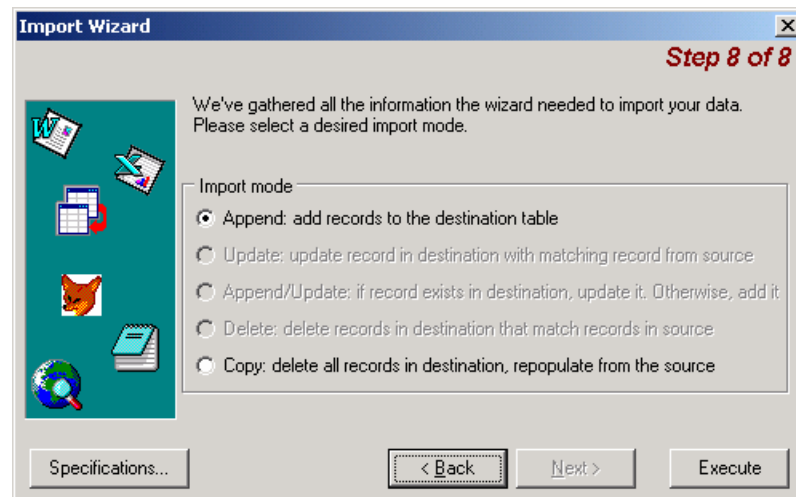 Import Wizard
Step 8 of 8
We've gathered all the information the wizard needed to import your data.
Please select a desired import mode.
Import mode
Append: add records to the destination table
Update: update record in destination with matching record from source
Append/Update: if record exists in destination, update it. Otherwise, add it
Delete: delete records in destination that match records in source
Copy: delete all records in destination, repopulate from the source
Specifications...
< Back
Next >
Execute